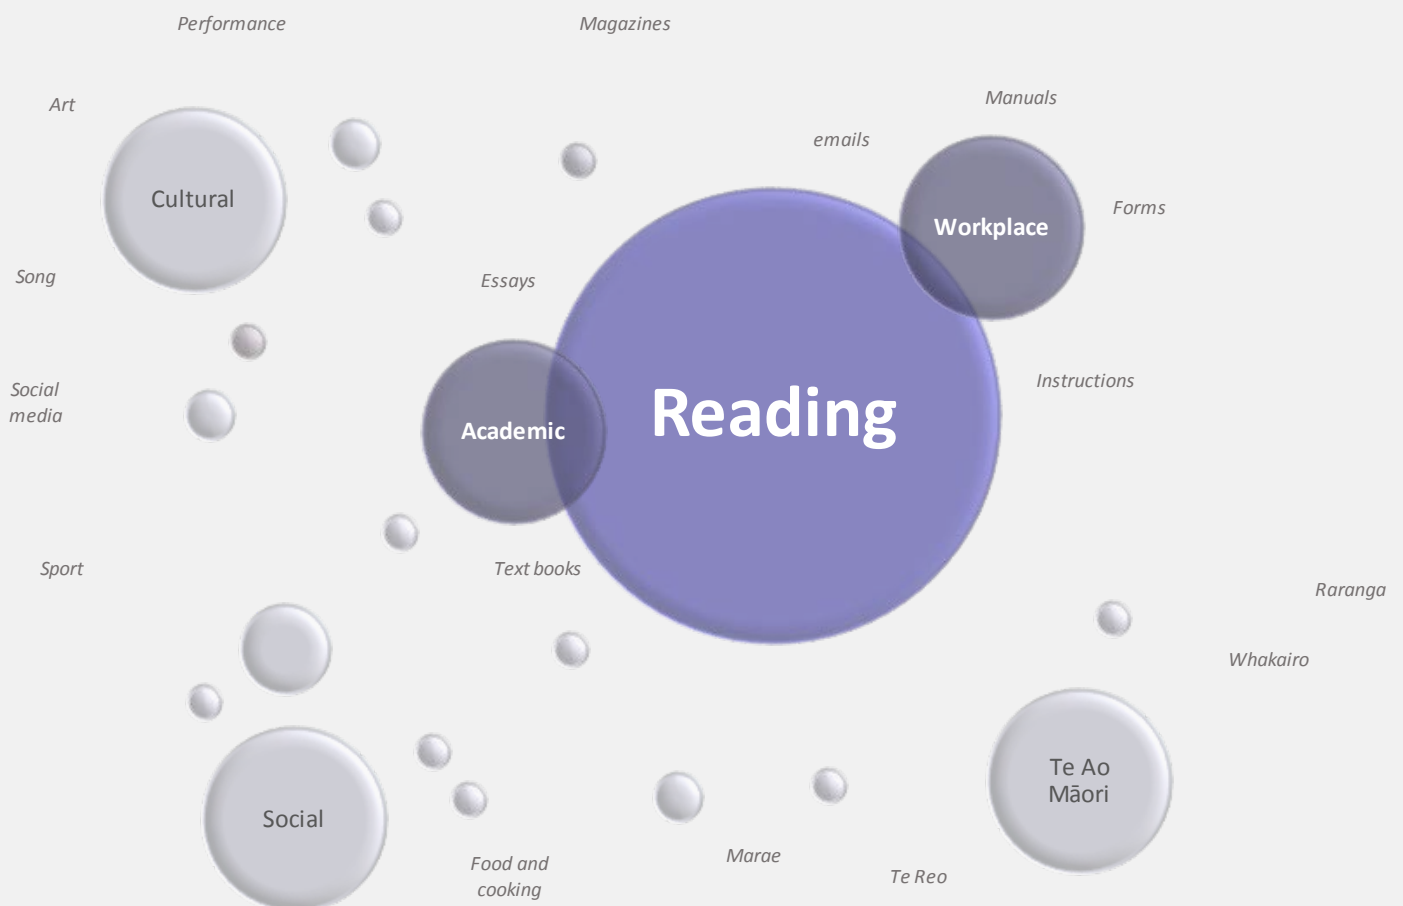 Performance
Magazines
Manuals
Art
emails
Cultural
Forms
Workplace
Song
Essays
Social
media
Instructions
Reading
Academic
Sport
Text books
Raranga
Whakairo
Te Ao
Māori
Social
Marae
Food and
cooking
Te Reo